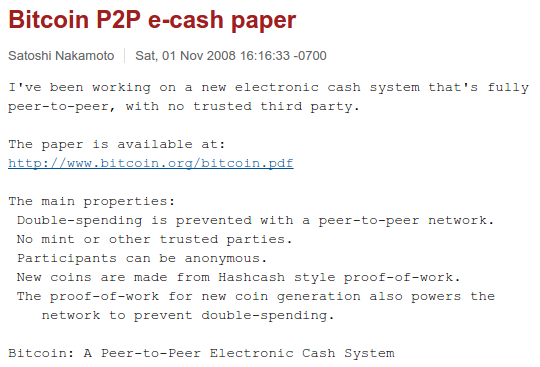 Bitcoin P2P e-cash paper
Satoshi Nakamoto Sat, 01 Nov 2008 16:16:33 -0700
I've been working on a new electronic cash system that's fully
peer-to-peer, with no trusted third party.
The paper is available at:
http://www.bitcoin.org/bitcoin.pdf
The main properties:
Double-spending is prevented with a peer-to-peer network.
No mint or other trusted parties.
Participants can be anonymous.
New coins are made from Hashcash style proof-of-work.
The proof-of-work for new coin generation also powers the
network to prevent double-spending.
Bitcoin: A Peer-to-Peer Electronic Cash System